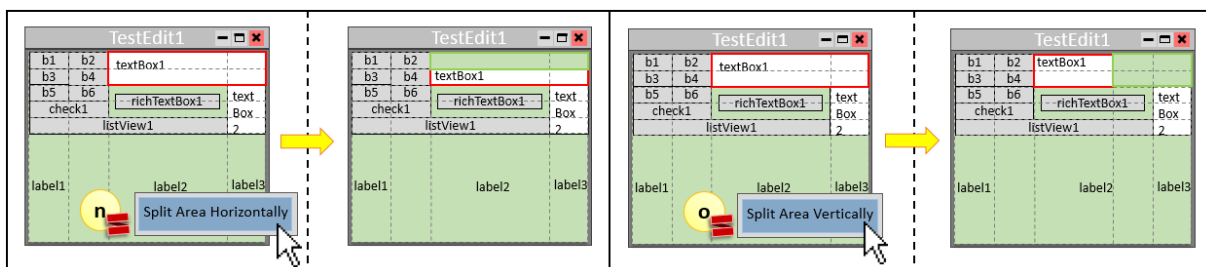 TestEdit1
b1 b2 textBox1
b3 b4
b5 b6 richTextBox1 text
check1 Box
listView1 2
label1 label2 label3
n Split Area Horizontally
TestEdit1
b1 b2
b3 b4 textBox1
b5 b6 richTextBox1 text
check1 Box
listView1 2
label1 label2 label3
TestEdit1
b1 b2 textBox1
b3 b4
b5 b6 richTextBox1 text
check1 Box
listView1 2
label1 label2 label3
o Split Area Vertically
TestEdit1
b1 b2 textBox1
b3 b4
b5 b6 richTextBox1 text
check1 Box
listView1 2
label1 label2 label3